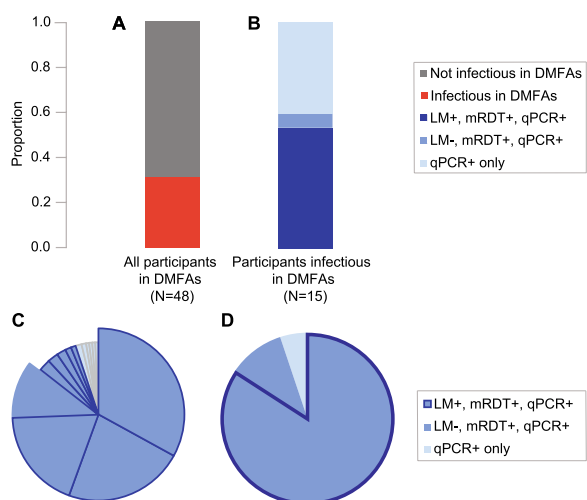 A
B
1.0
0.8
0.6
0.4
0.2
0.0
Proportion
All participants
in DMFAs
(N=48)
Participants infectious
in DMFAs
(N=15)
Not infectious in DMFAs
Infectious in DMFAs
LM+, mRDT+, qPCR+
LM-, mRDT+, qPCR+
qPCR+ only
C
D
LM+, mRDT+, qPCR+
LM-, mRDT+, qPCR+
qPCR+ only